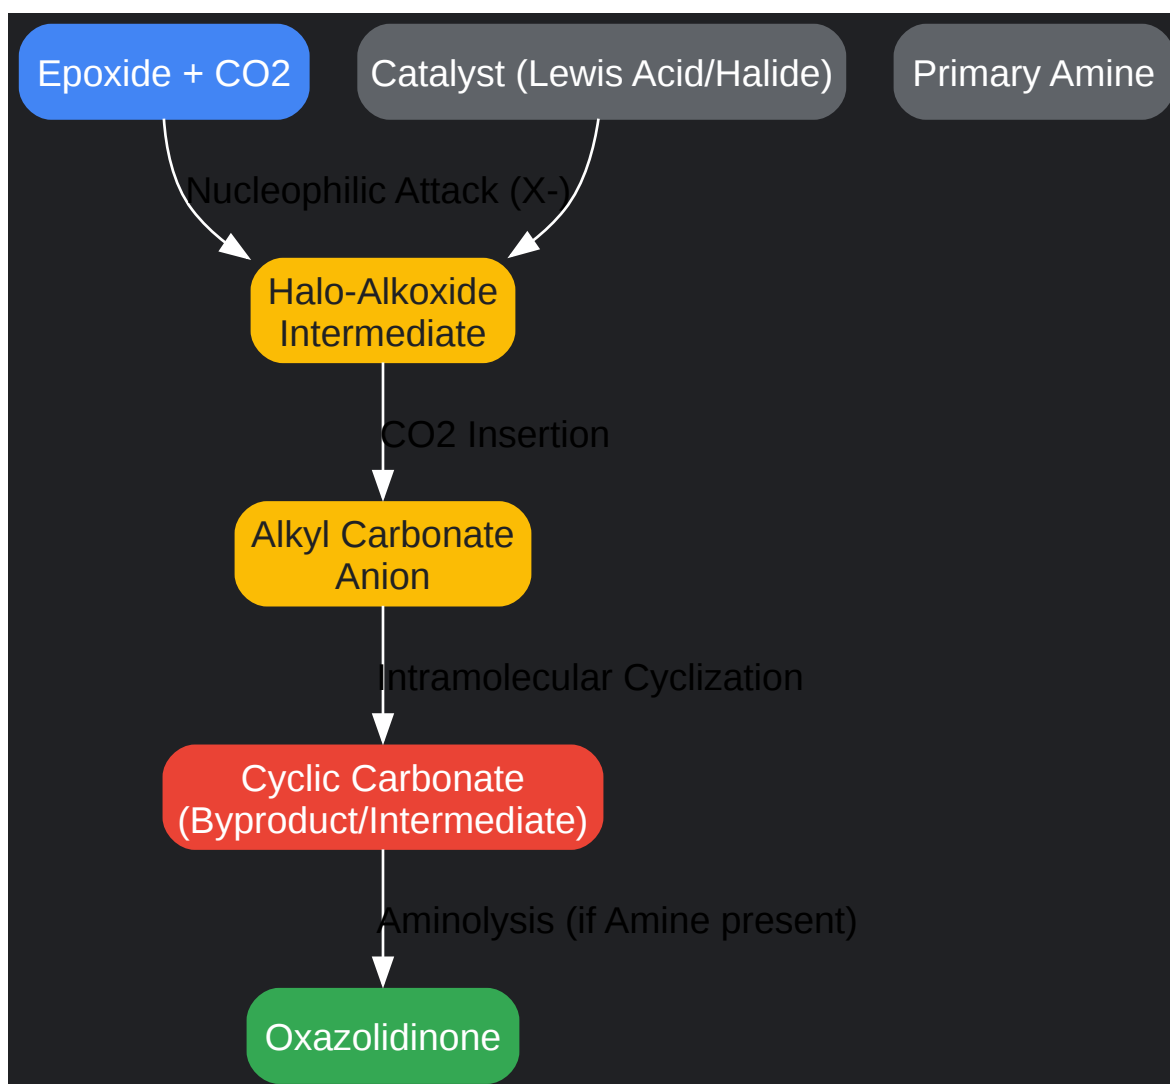 Epoxide + CO2
Catalyst (Lewis Acid/Halide)
Primary Amine
Nucleophilic Attack (X-)
Halo-Alkoxide
Intermediate
CO2 Insertion
Alkyl Carbonate
Anion
Intramolecular Cyclization
Cyclic Carbonate
(Byproduct/Intermediate)
Aminolysis (if Amine present)
Oxazolidinone